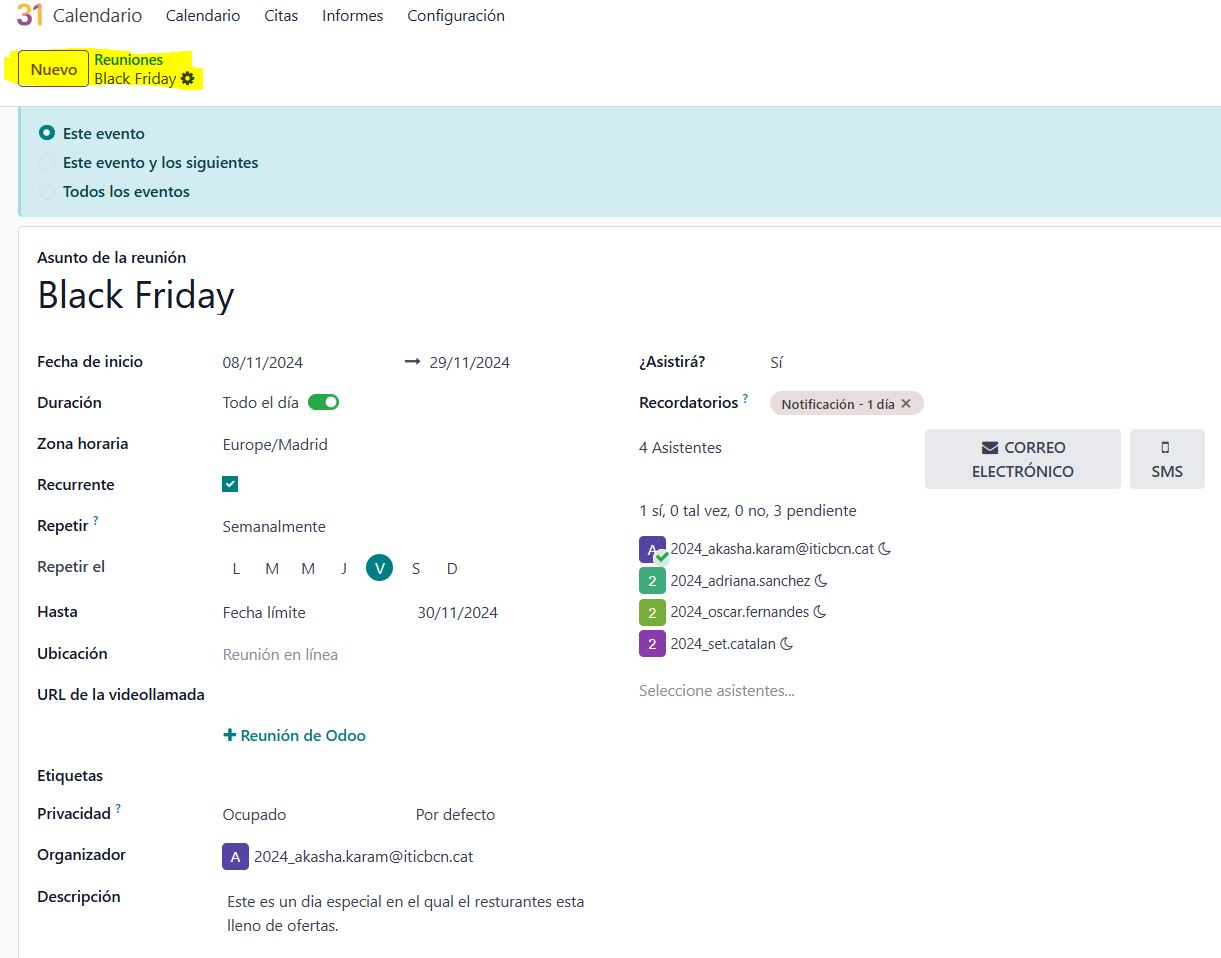 31 Calendario Calendario Citas Informes Configuración
Nuevo Reuniones
Black Friday
Este evento
Este evento y los siguientes
Todos los eventos
Asunto de la reunión
Black Friday
Fecha de inicio 08/11/2024 → 29/11/2024
¿Asistirá? Sí
Duración Todo el día
Recordatorios ? Notificación - 1 día ×
Zona horaria Europe/Madrid
4 Asistentes CORREO ELECTRÓNICO SMS
Recurrente
Repetir ? Semanalmente
1 sí, 0 tal vez, 0 no, 3 pendiente
Repetir el L M M J V S D
A 2024_akasha.karam@iticbcn.cat
2 2024_adriana.sanchez
2 2024_oscar.fernandes
2 2024_set.catalan
Hasta Fecha límite 30/11/2024
Ubicación Reunión en línea
Seleccione asistentes...
URL de la videollamada
+ Reunión de Odoo
Etiquetas
Privacidad ? Ocupado Por defecto
Organizador A 2024_akasha.karam@iticbcn.cat
Descripción Este es un dia especial en el qual el resturantes esta
lleno de ofertas.